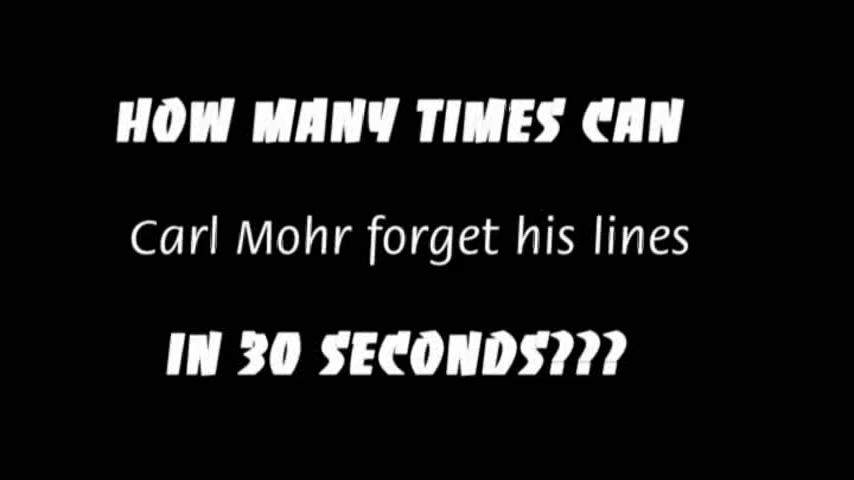 HOW MANY TIMES CAN
Carl Mohr forget his lines
IN 30 SECONDS???